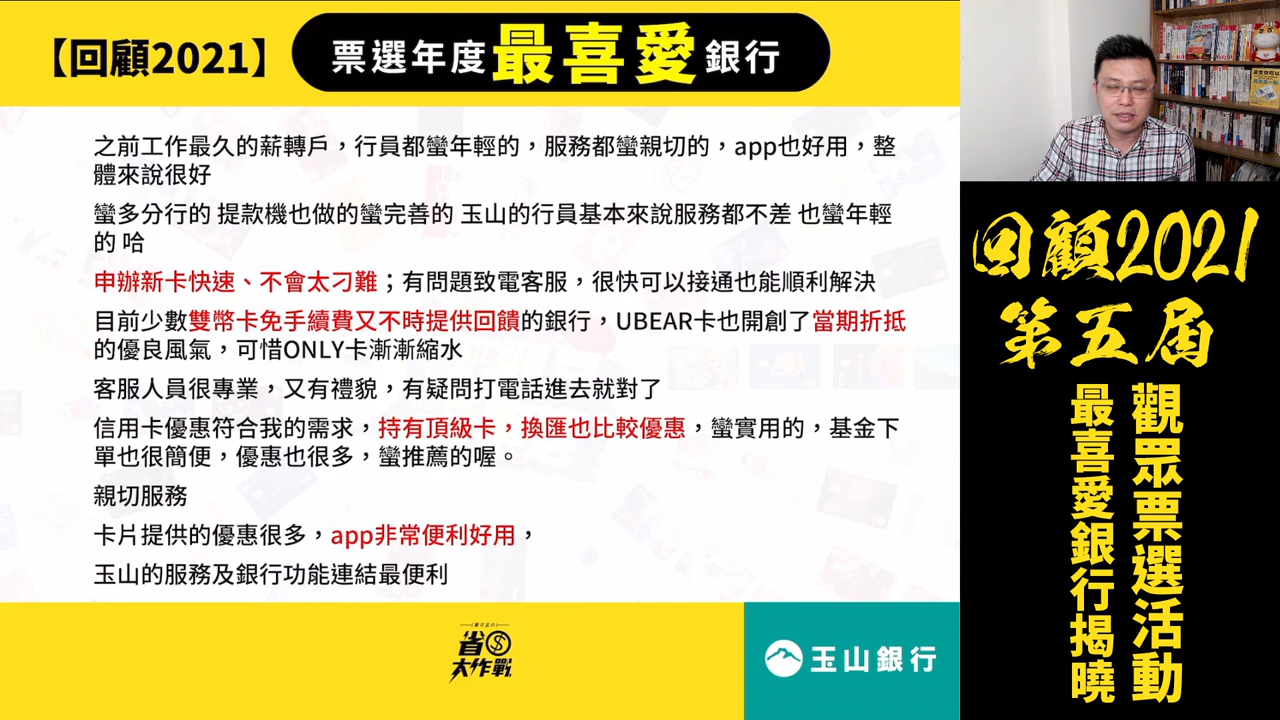 【回顧2021】
票選年度最喜愛銀行
之前工作最久的薪轉戶，行員都蠻年輕的，服務都蠻親切的，app也好用，整
體來說很好
蠻多分行的 提款機也做的蠻完善的 玉山的行員基本來說服務都不差 也蠻年輕
的 哈
申辦新卡快速、不會太刁難；有問題致電客服，很快可以接通也能順利解決
目前少數雙幣卡免手續費又不時提供回饋的銀行，UBEAR卡也開創了當期折抵
的優良風氣，可惜ONLY卡漸漸縮水
客服人員很專業，又有禮貌，有疑問打電話進去就對了
信用卡優惠符合我的需求，持有頂級卡，換匯也比較優惠，蠻實用的，基金下
單也很簡便，優惠也很多，蠻推薦的喔。
親切服務
卡片提供的優惠很多，app非常便利好用，
玉山的服務及銀行功能連結最便利
省
大作戰
玉山銀行
回顧2021
第五屆
觀眾票選活動
最喜愛銀行揭曉